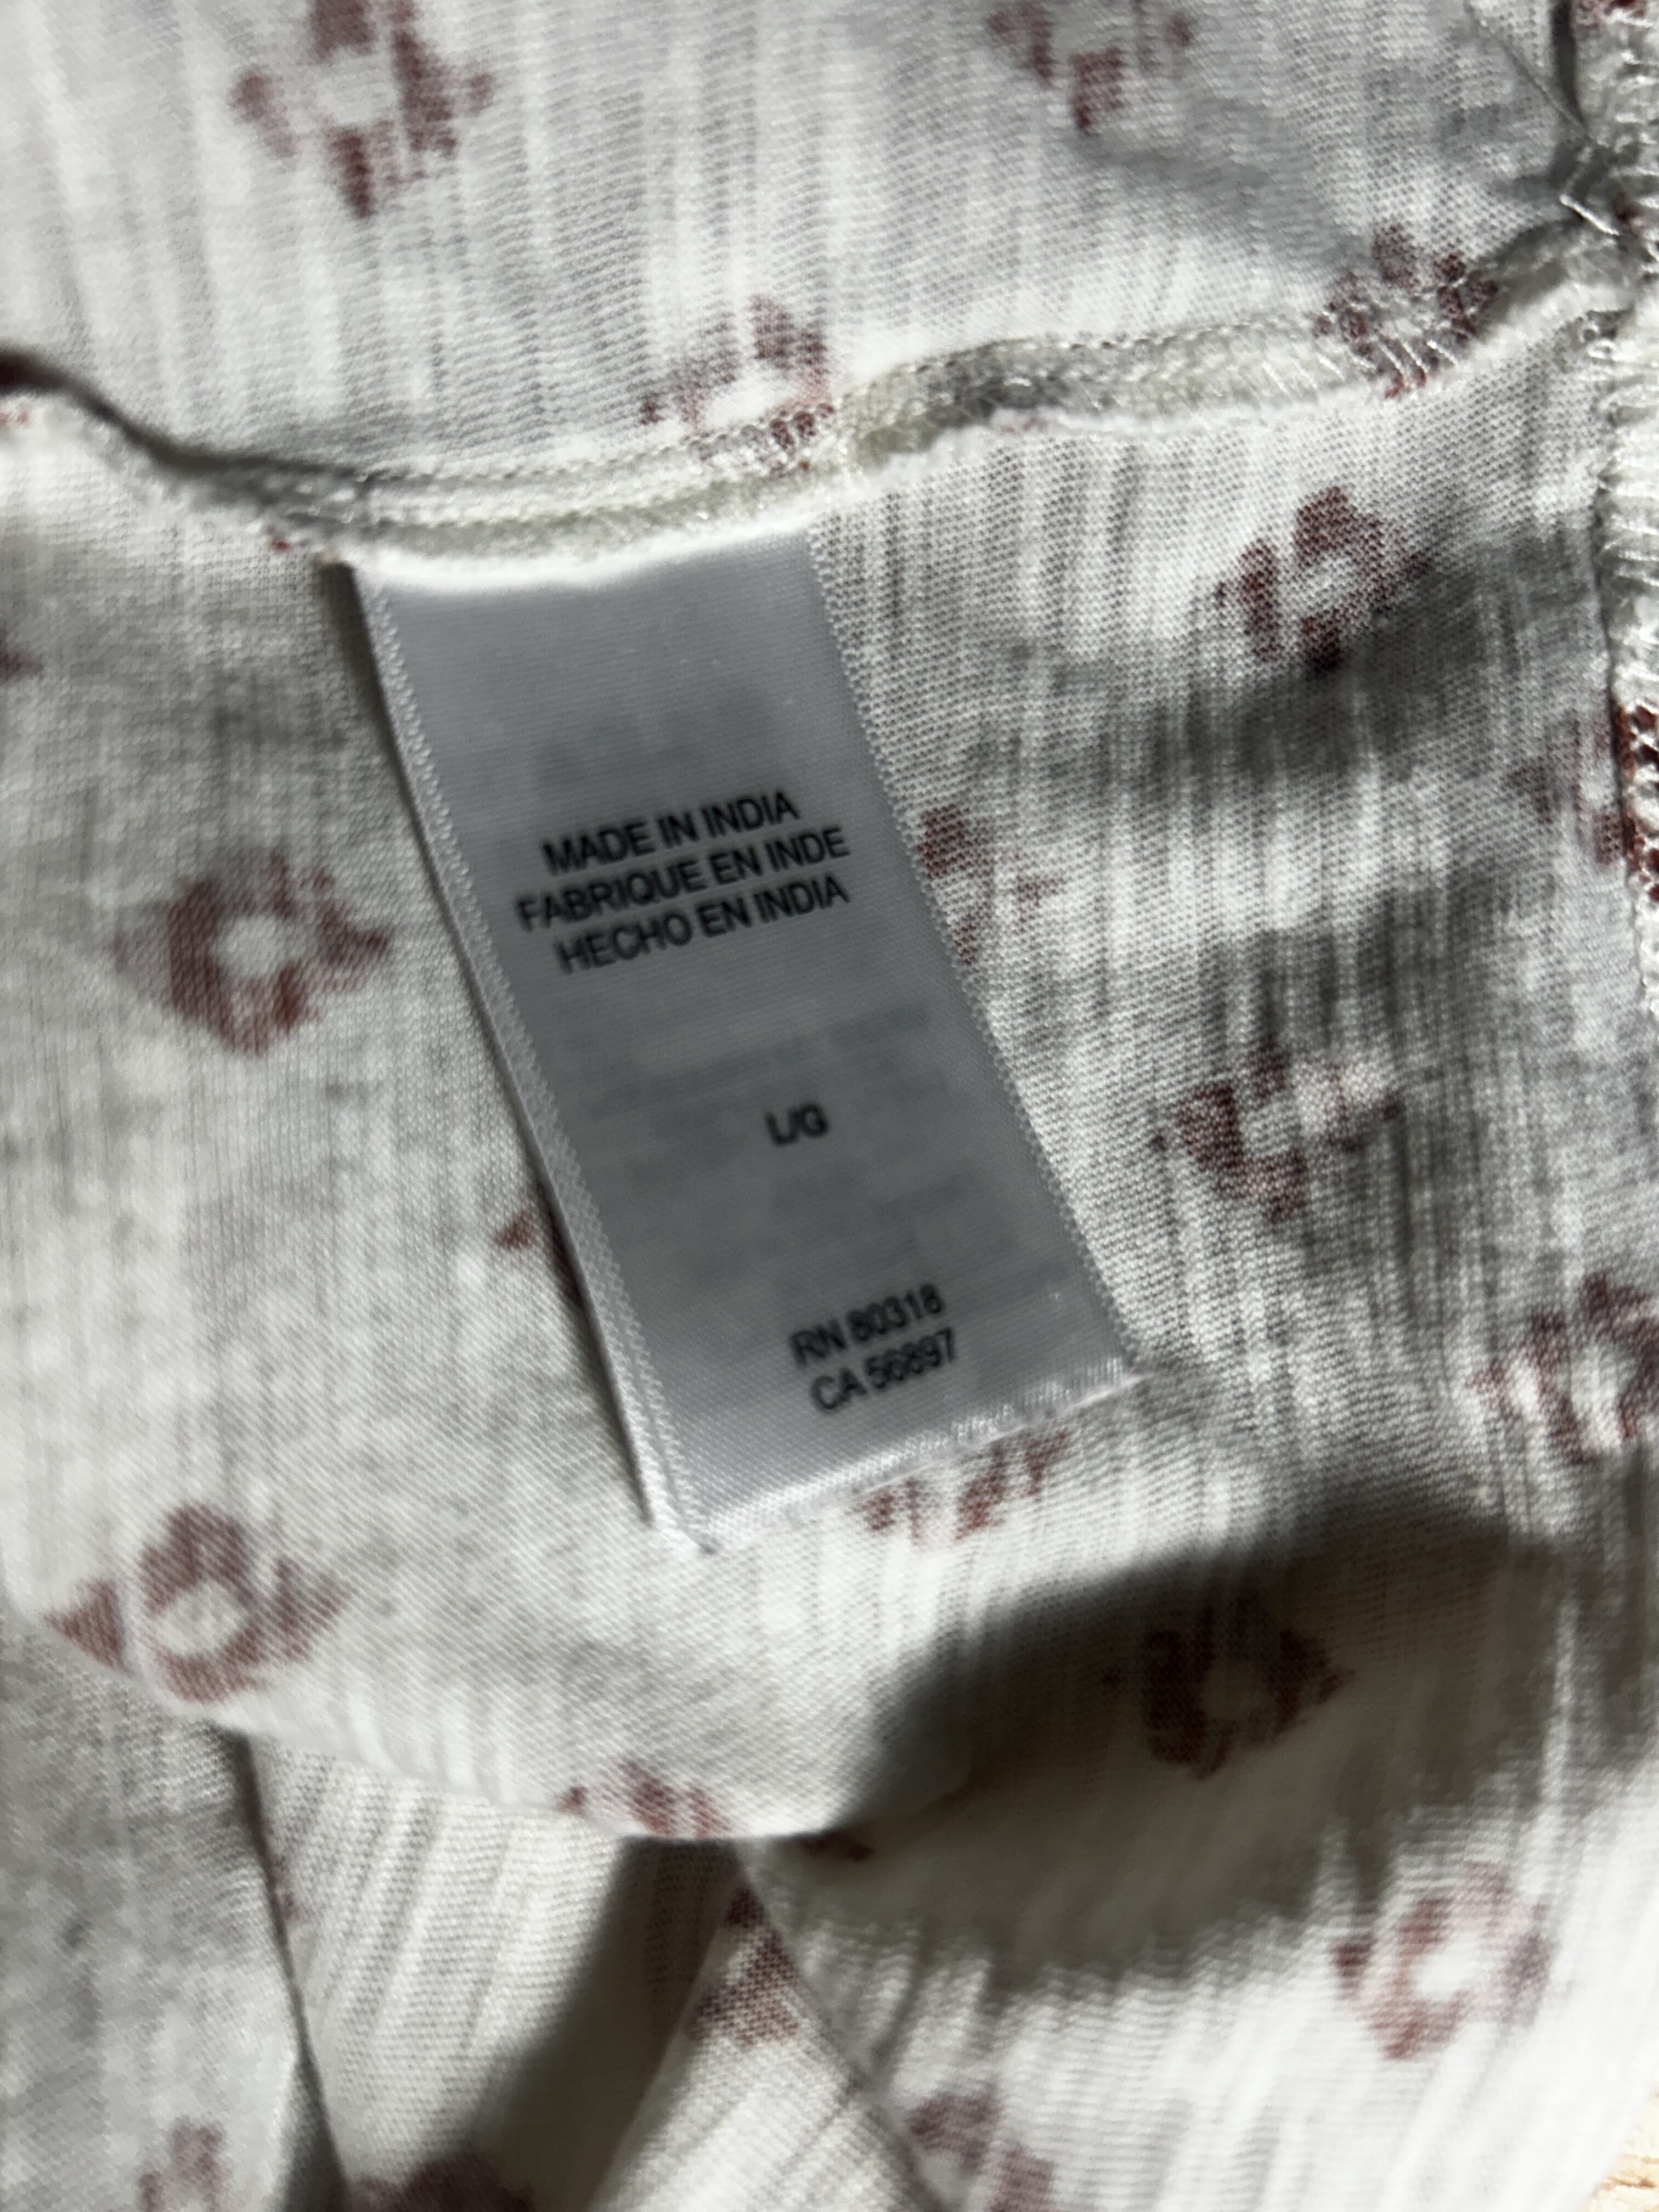 MADE IN INDIA
FABRIQUE EN INDE
HECHO EN INDIA
L/G
RN 80318
CA 56897